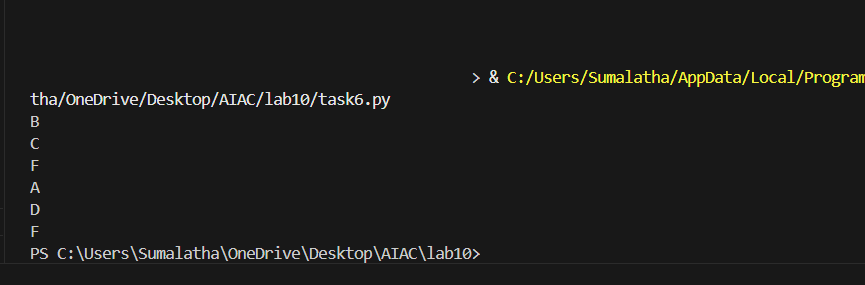 > & C:/Users/Sumalatha/AppData/Local/Program
tha/OneDrive/Desktop/AIAC/lab10/task6.py
B
C
F
A
D
F
PS C:\Users\Sumalatha\OneDrive\Desktop\AIAC\lab10>